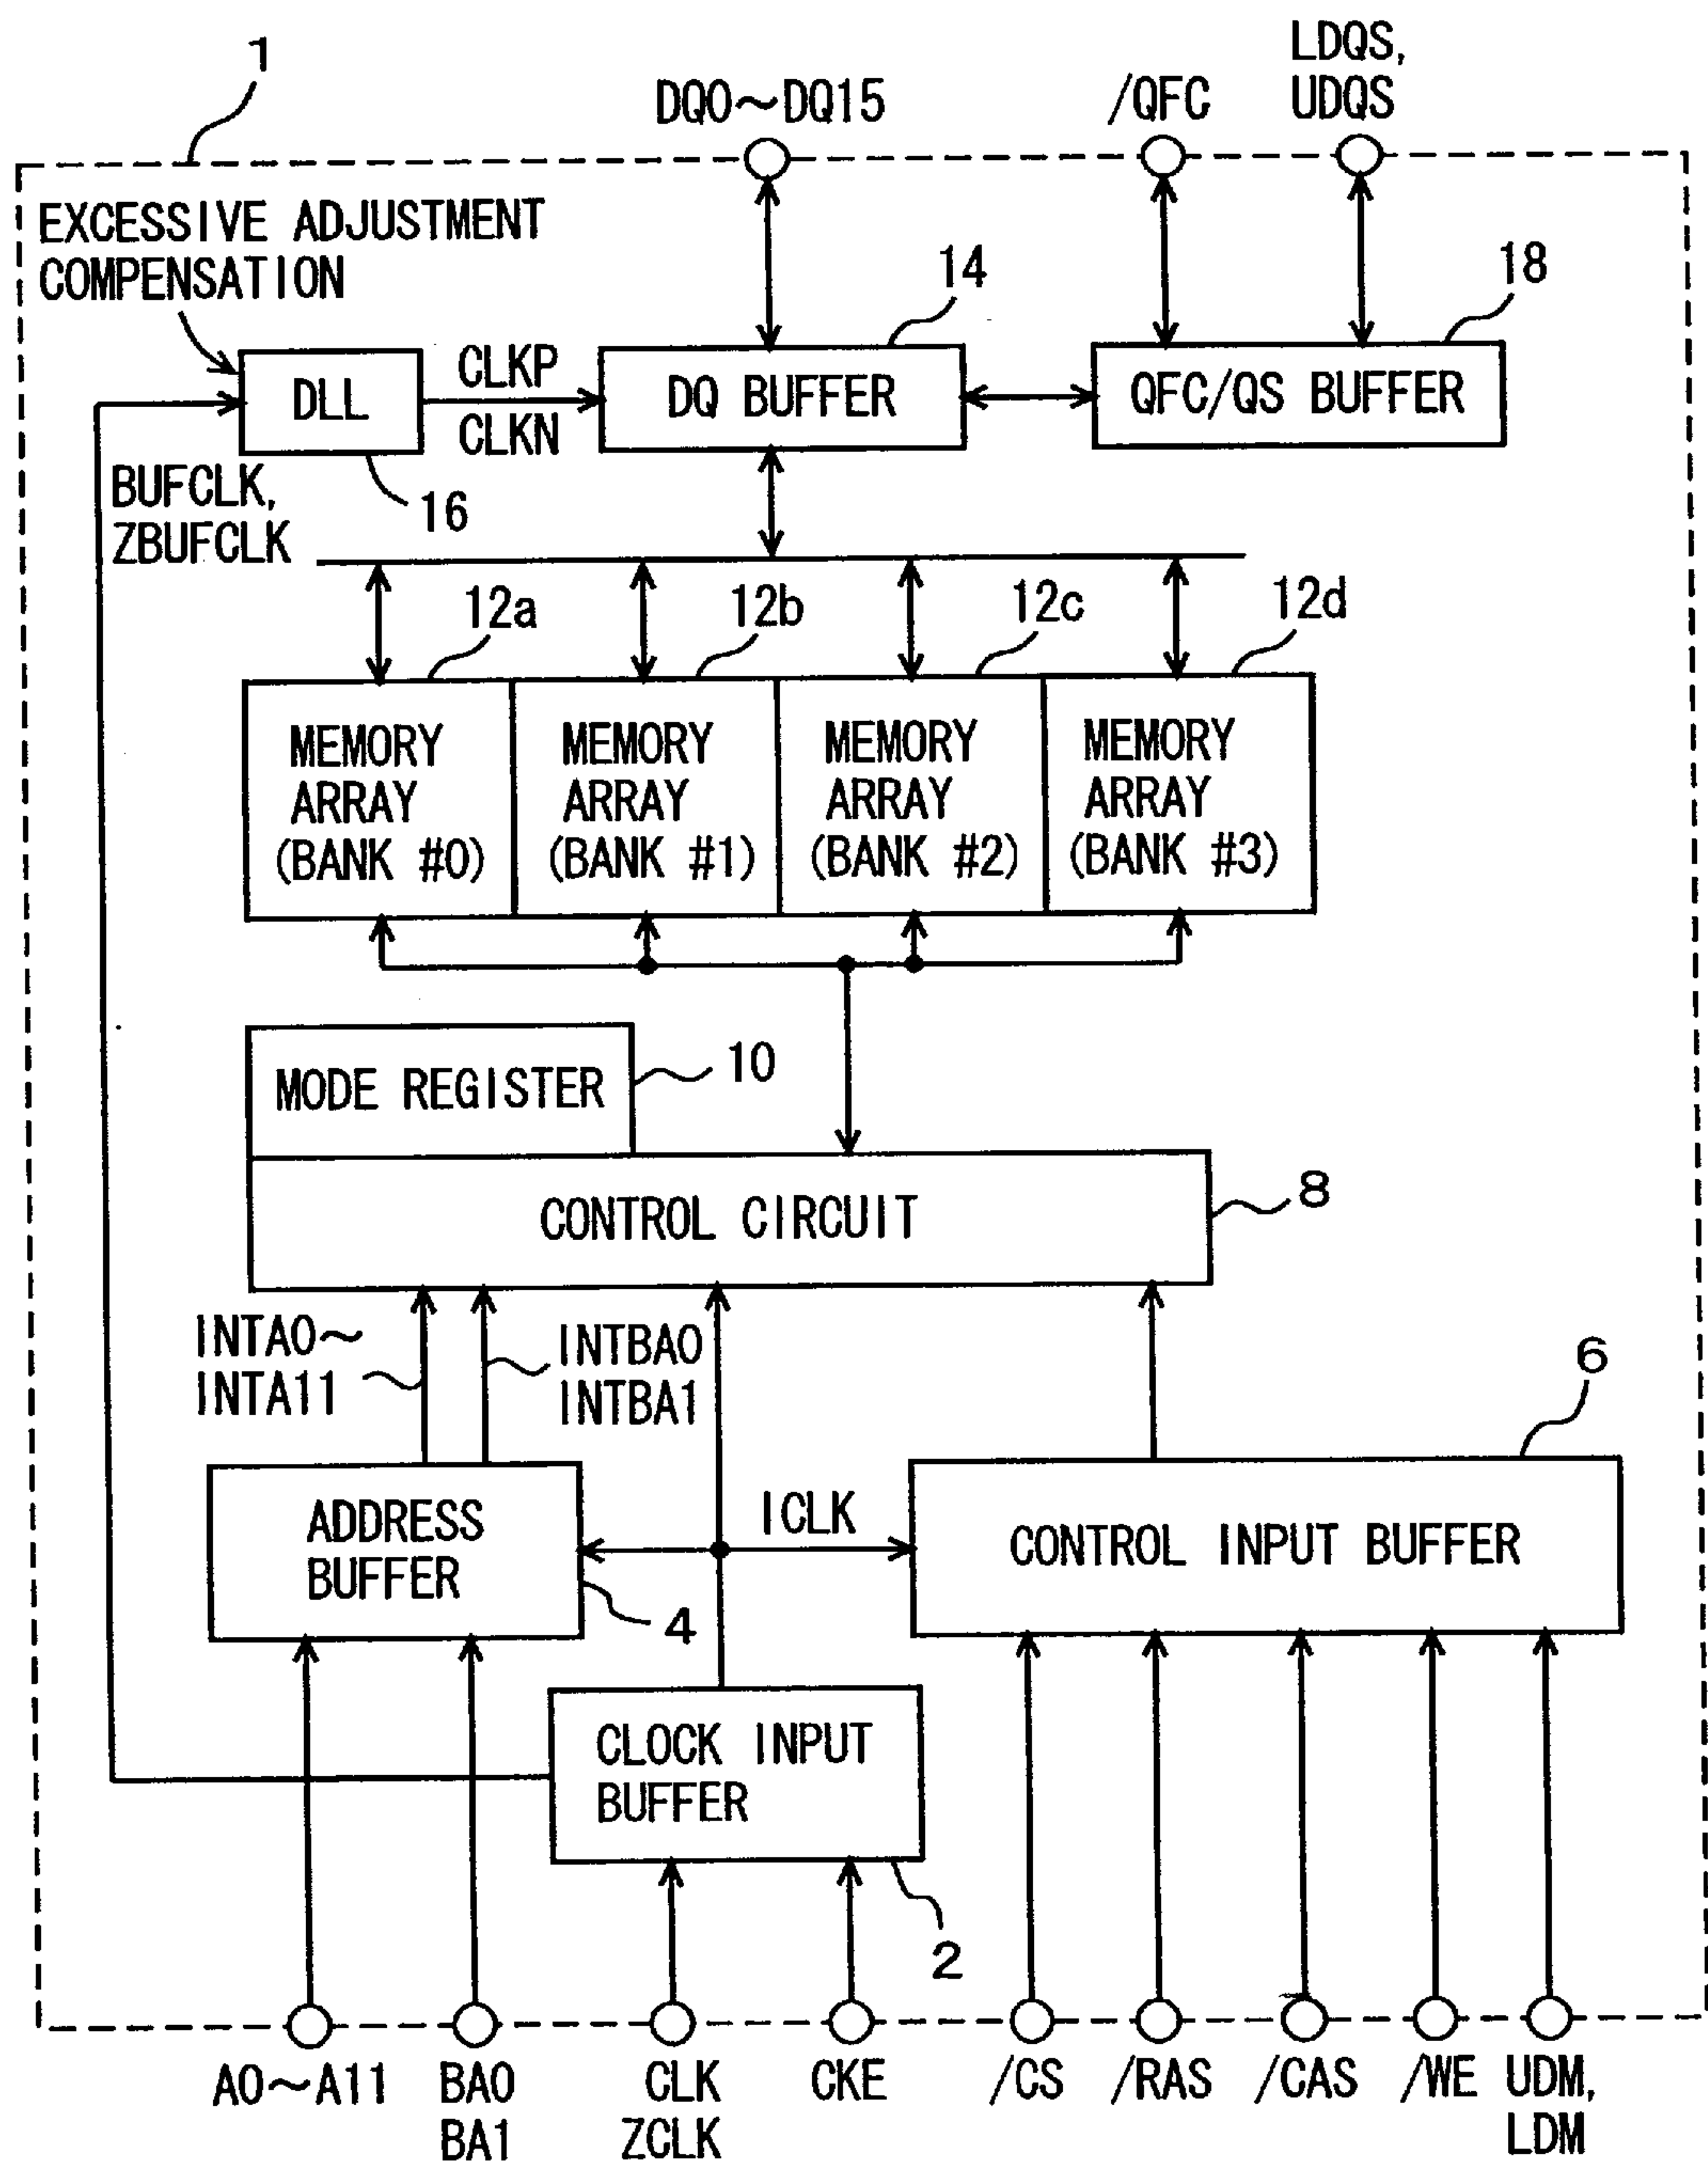 1
DQ0～DQ15
/QFC
LDQS,
UDQS
EXCESSIVE ADJUSTMENT
COMPENSATION
14
18
DLL
CLKP
CLKN
DQ BUFFER
QFC/QS BUFFER
BUFCLK,
ZBUFCLK
16
12a
12b
12c
12d
MEMORY
ARRAY
(BANK #0)
MEMORY
ARRAY
(BANK #1)
MEMORY
ARRAY
(BANK #2)
MEMORY
ARRAY
(BANK #3)
MODE REGISTER
10
CONTROL CIRCUIT
8
INTA0～
INTA11
INTBA0
INTBA1
6
ADDRESS
BUFFER
4
ICLK
CONTROL INPUT BUFFER
CLOCK INPUT
BUFFER
2
A0～A11
BA0
BA1
CLK
ZCLK
CKE
/CS
/RAS
/CAS
/WE
UDM,
LDM